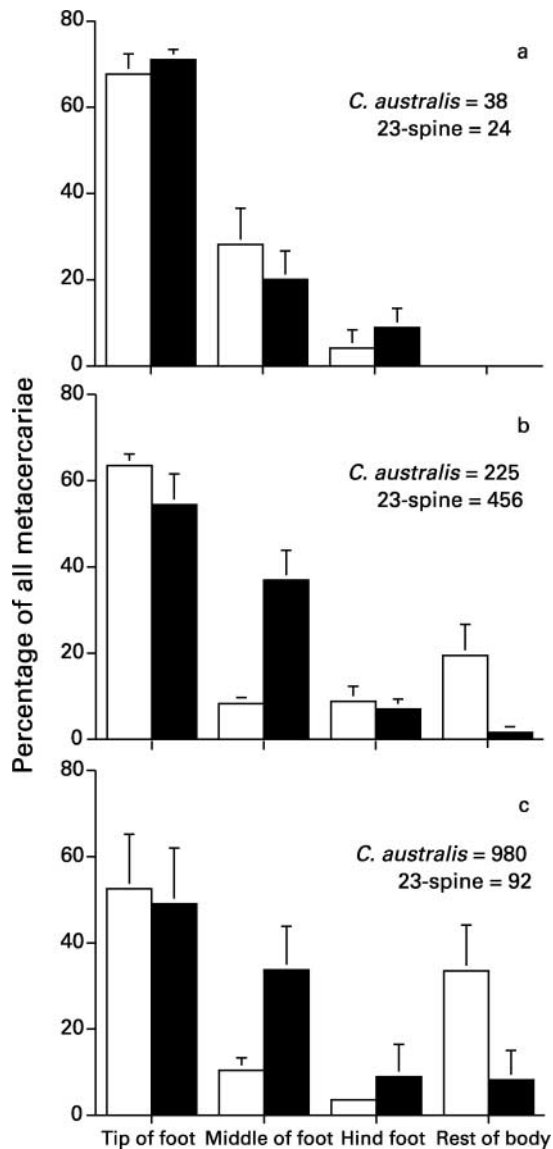 Percentage of all metacercariae
80
60
40
20
0
a
C. australis = 38
23-spine = 24
80
60
40
20
0
b
C. australis = 225
23-spine = 456
80
60
40
20
0
c
C. australis = 980
23-spine = 92
Tip of foot Middle of foot Hind foot Rest of body